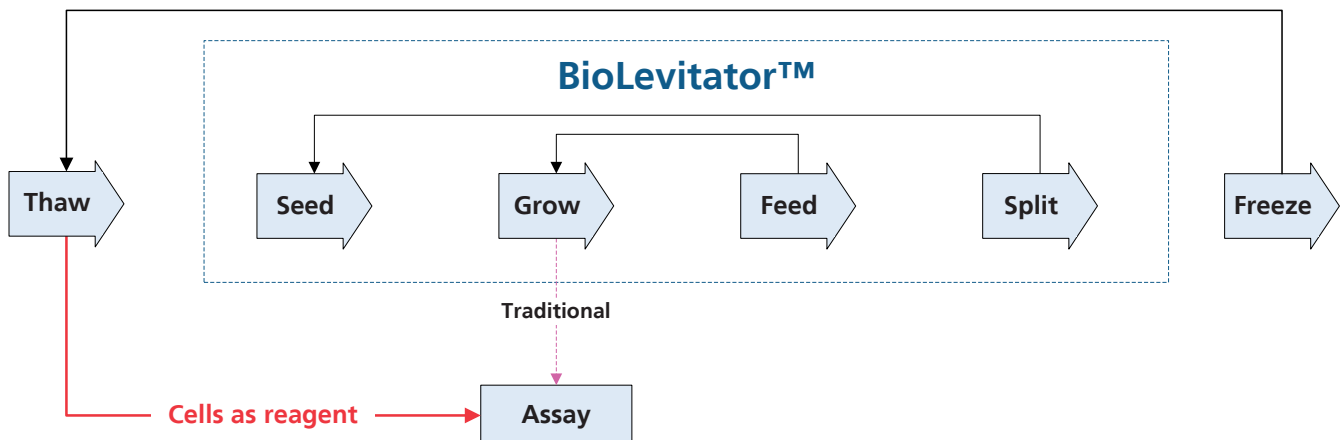 BioLevitator™
Thaw
Seed
Grow
Feed
Split
Freeze
Traditional
Cells as reagent
Assay